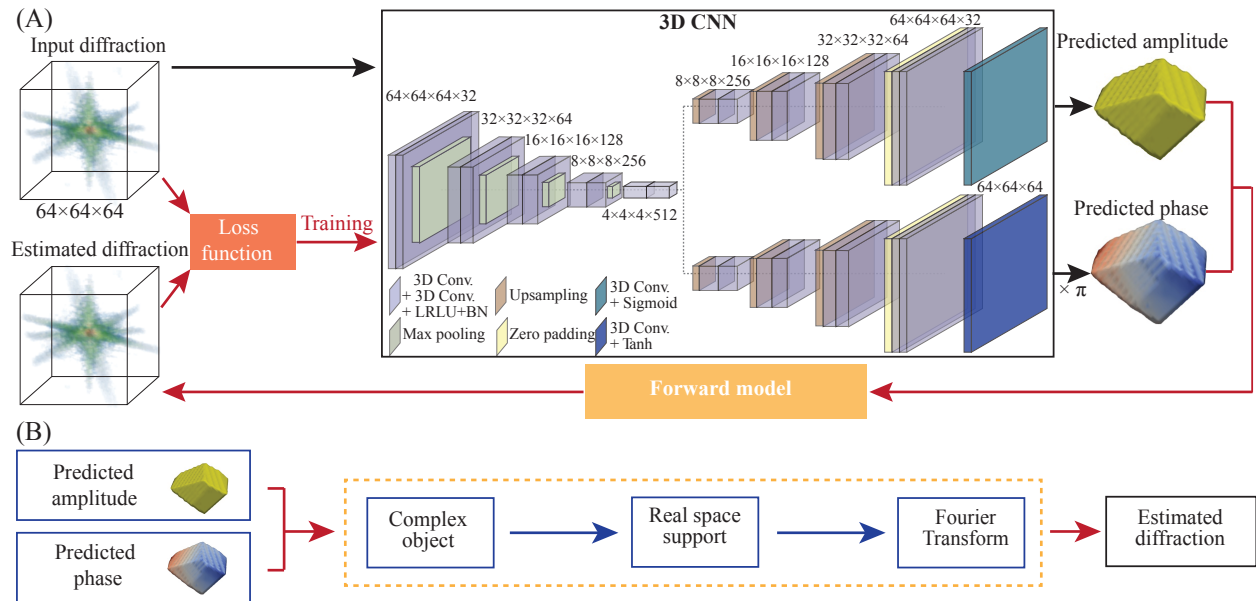 (A)
3D CNN
Input diffraction
64×64×64
Estimated diffraction
Loss
function
Training
64×64×64×32
32×32×32×64
16×16×16×128
8×8×8×256
4×4×4×512
8×8×8×256
16×16×16×128
32×32×32×64
64×64×64×32
64×64×64
3D Conv.
+ 3D Conv.
LRLU+BN
Upsampling
3D Conv.
+ Sigmoid
Max pooling
Zero padding
3D Conv.
+ Tanh
Predicted amplitude
Predicted phase
× π
Forward model
(B)
Predicted
amplitude
Predicted
phase
Complex
object
Real space
support
Fourier
Transform
Estimated
diffraction